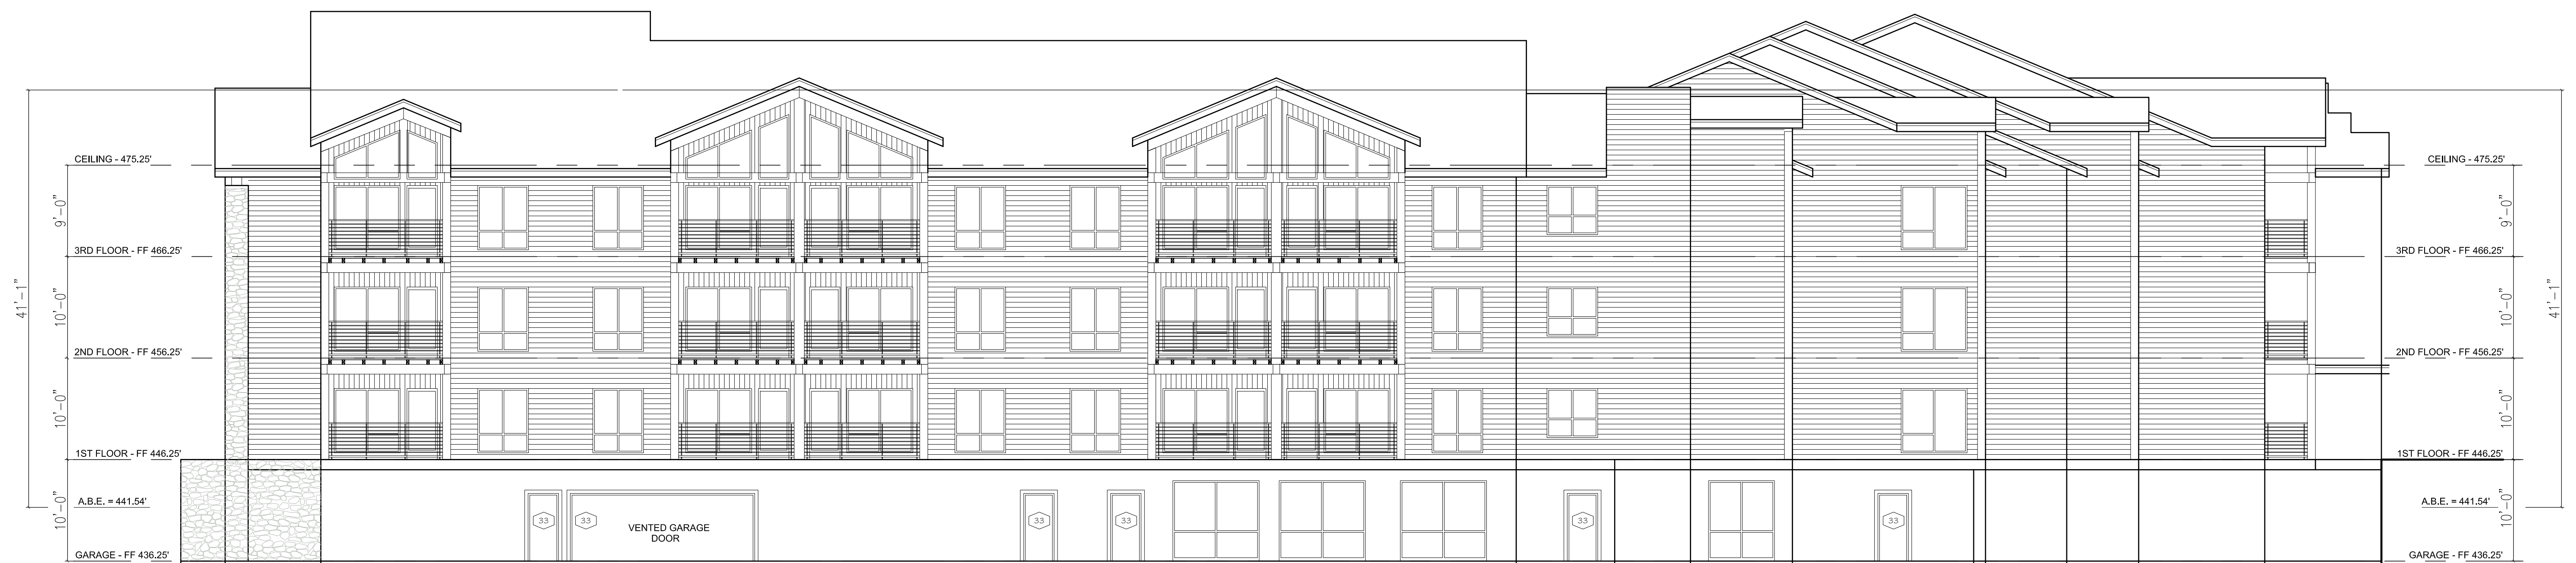 CEILING - 475.25'
CEILING - 475.25'
9'-0"
9'-0"
3RD FLOOR - FF 466.25'
3RD FLOOR - FF 466.25'
41'-1"
10'-0"
10'-0"
41'-1"
2ND FLOOR - FF 456.25'
2ND FLOOR - FF 456.25'
10'-0"
10'-0"
1ST FLOOR - FF 446.25'
1ST FLOOR - FF 446.25'
A.B.E. = 441.54'
A.B.E. = 441.54'
10'-0"
10'-0"
33
33
VENTED GARAGE
DOOR
33
33
33
33
GARAGE - FF 436.25'
GARAGE - FF 436.25'